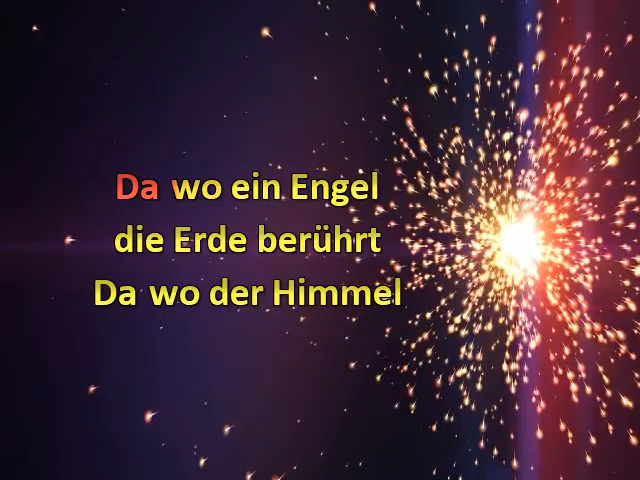 Da wo ein Engel
die Erde berührt
Da wo der Himmel